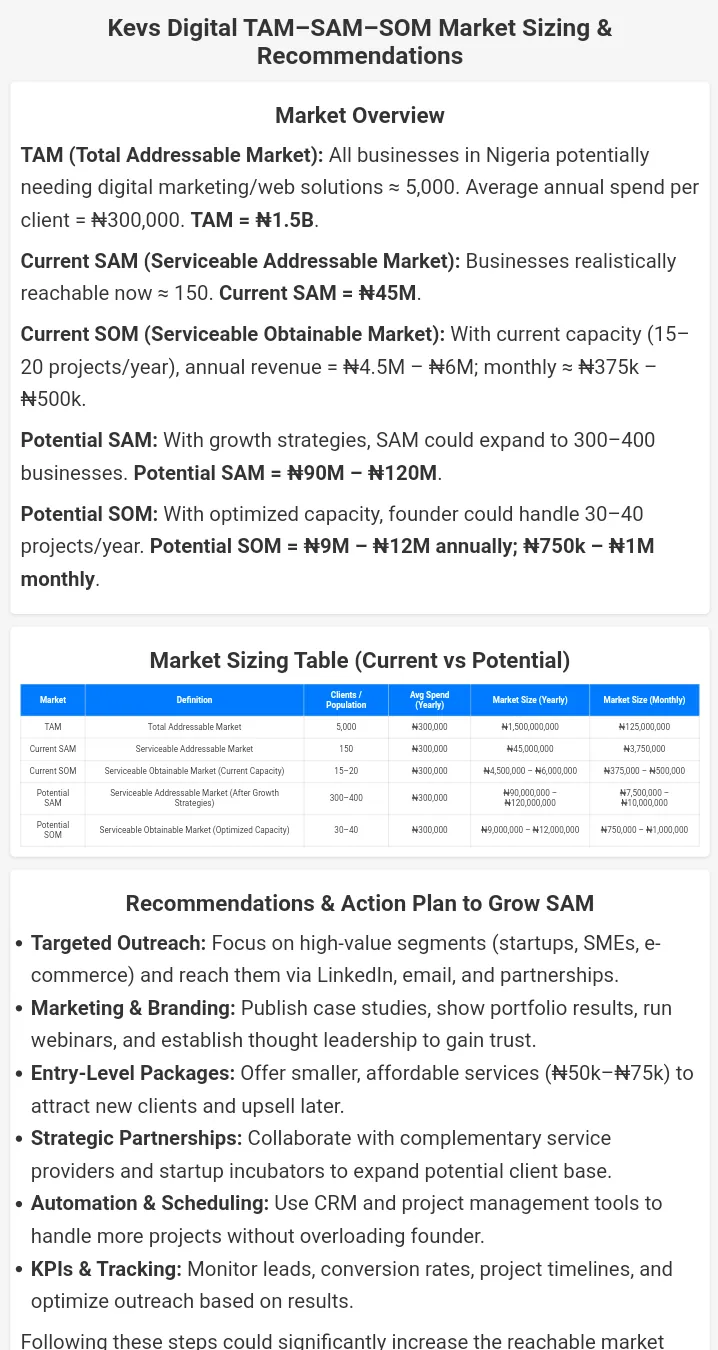 Kevs Digital TAM–SAM–SOM Market Sizing &
Recommendations
Market Overview
TAM (Total Addressable Market): All businesses in Nigeria potentially
needing digital marketing/web solutions ≈ 5,000. Average annual spend per
client = ₦300,000. TAM = ₦1.5B.
Current SAM (Serviceable Addressable Market): Businesses realistically
reachable now ≈ 150. Current SAM = ₦45M.
Current SOM (Serviceable Obtainable Market): With current capacity (15–
20 projects/year), annual revenue = ₦4.5M – ₦6M; monthly ≈ ₦375k –
₦500k.
Potential SAM: With growth strategies, SAM could expand to 300–400
businesses. Potential SAM = ₦90M – ₦120M.
Potential SOM: With optimized capacity, founder could handle 30–40
projects/year. Potential SOM = ₦9M – ₦12M annually; ₦750k – ₦1M
monthly.
Market Sizing Table (Current vs Potential)
Market Definition Clients / Population Avg Spend (Yearly) Market Size (Yearly) Market Size (Monthly)
TAM Total Addressable Market 5,000 ₦300,000 ₦1,500,000,000 ₦125,000,000
Current SAM Serviceable Addressable Market 150 ₦300,000 ₦45,000,000 ₦3,750,000
Current SOM Serviceable Obtainable Market (Current Capacity) 15–20 ₦300,000 ₦4,500,000 – ₦6,000,000 ₦375,000 – ₦500,000
Potential SAM Serviceable Addressable Market (After Growth Strategies) 300–400 ₦300,000 ₦90,000,000 – ₦120,000,000 ₦7,500,000 – ₦10,000,000
Potential SOM Serviceable Obtainable Market (Optimized Capacity) 30–40 ₦300,000 ₦9,000,000 – ₦12,000,000 ₦750,000 – ₦1,000,000
Recommendations & Action Plan to Grow SAM
• Targeted Outreach: Focus on high-value segments (startups, SMEs, e-
commerce) and reach them via LinkedIn, email, and partnerships.
• Marketing & Branding: Publish case studies, show portfolio results, run
webinars, and establish thought leadership to gain trust.
• Entry-Level Packages: Offer smaller, affordable services (₦50k–₦75k) to
attract new clients and upsell later.
• Strategic Partnerships: Collaborate with complementary service
providers and startup incubators to expand potential client base.
• Automation & Scheduling: Use CRM and project management tools to
handle more projects without overloading founder.
• KPIs & Tracking: Monitor leads, conversion rates, project timelines, and
optimize outreach based on results.
Following these steps could significantly increase the reachable market